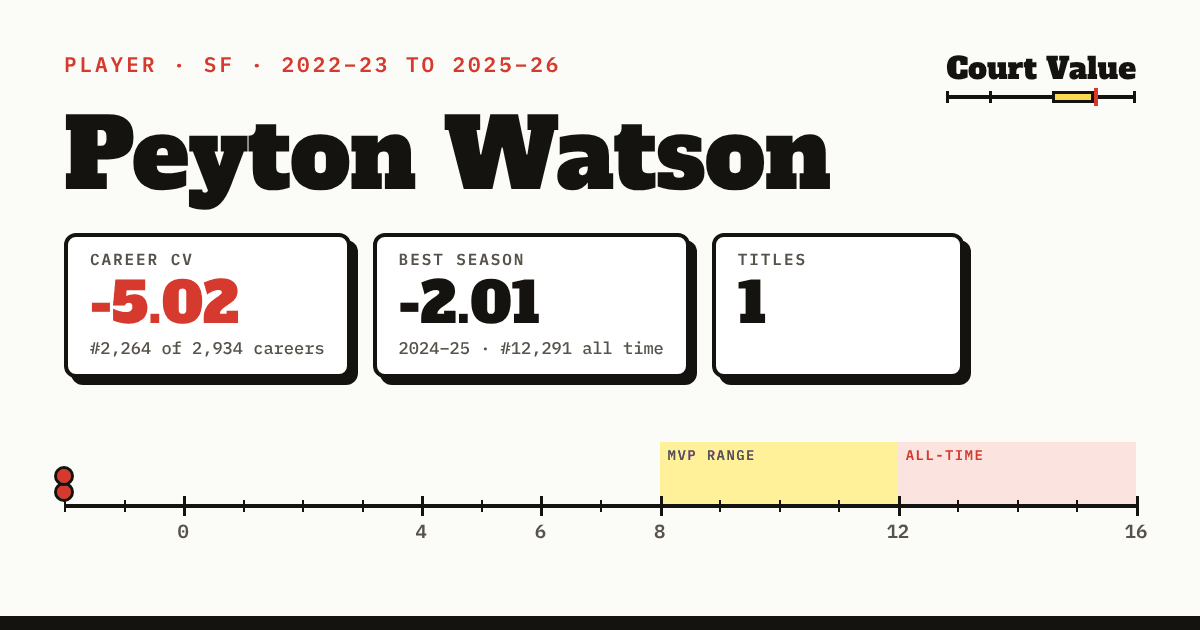 PLAYER · SF · 2022–23 TO 2025–26
Court Value
Peyton Watson
CAREER CV
-5.02
#2,264 of 2,934 careers
BEST SEASON
-2.01
2024–25 · #12,291 all time
TITLES
1
MVP RANGE
ALL-TIME
0 4 6 8 12 16